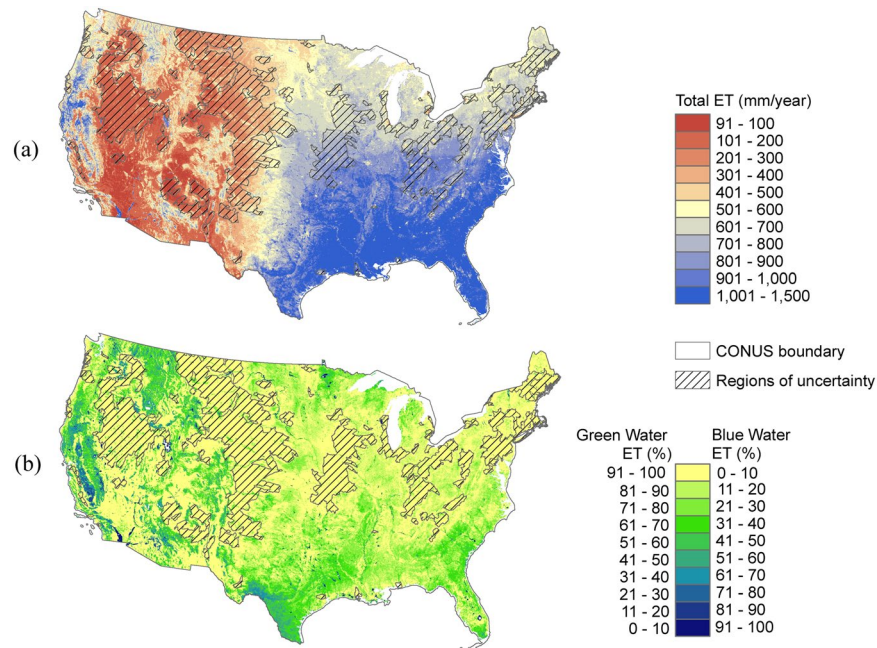 (a)
Total ET (mm/year)
91 - 100
101 - 200
201 - 300
301 - 400
401 - 500
501 - 600
601 - 700
701 - 800
801 - 900
901 - 1,000
1,001 - 1,500
CONUS boundary
Regions of uncertainty
(b)
Green Water Blue Water
ET (%) ET (%)
91 - 100 0 - 10
81 - 90 11 - 20
71 - 80 21 - 30
61 - 70 31 - 40
51 - 60 41 - 50
41 - 50 51 - 60
31 - 40 61 - 70
21 - 30 71 - 80
11 - 20 81 - 90
0 - 10 91 - 100